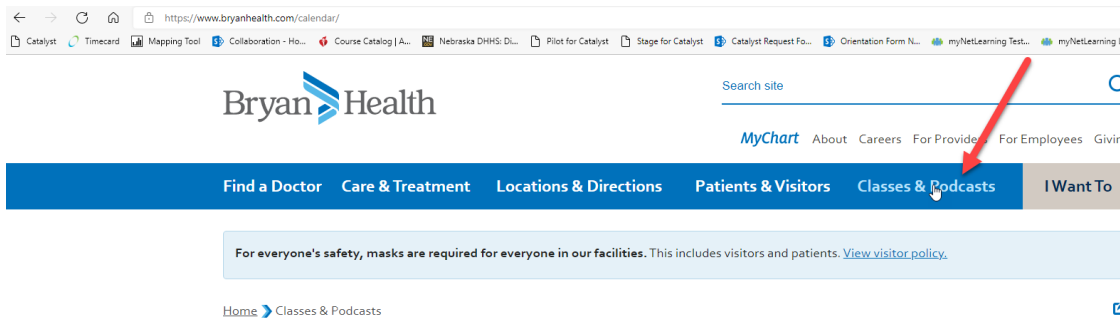 https://www.bryanhealth.com/calendar/
Catalyst Timecard Mapping Tool Collaboration - Ho... Course Catalog | A... Nebraska DHHS: Di... Pilot for Catalyst Stage for Catalyst Catalyst Request Fo... Orientation Form N... myNetLearning Test... myNetLearning
Bryan Health
Search site
MyChart About Careers For Providers For Employees
Find a Doctor Care & Treatment Locations & Directions Patients & Visitors Classes & Podcasts I Want To
For everyone's safety, masks are required for everyone in our facilities. This includes visitors and patients. View visitor policy.
Home Classes & Podcasts